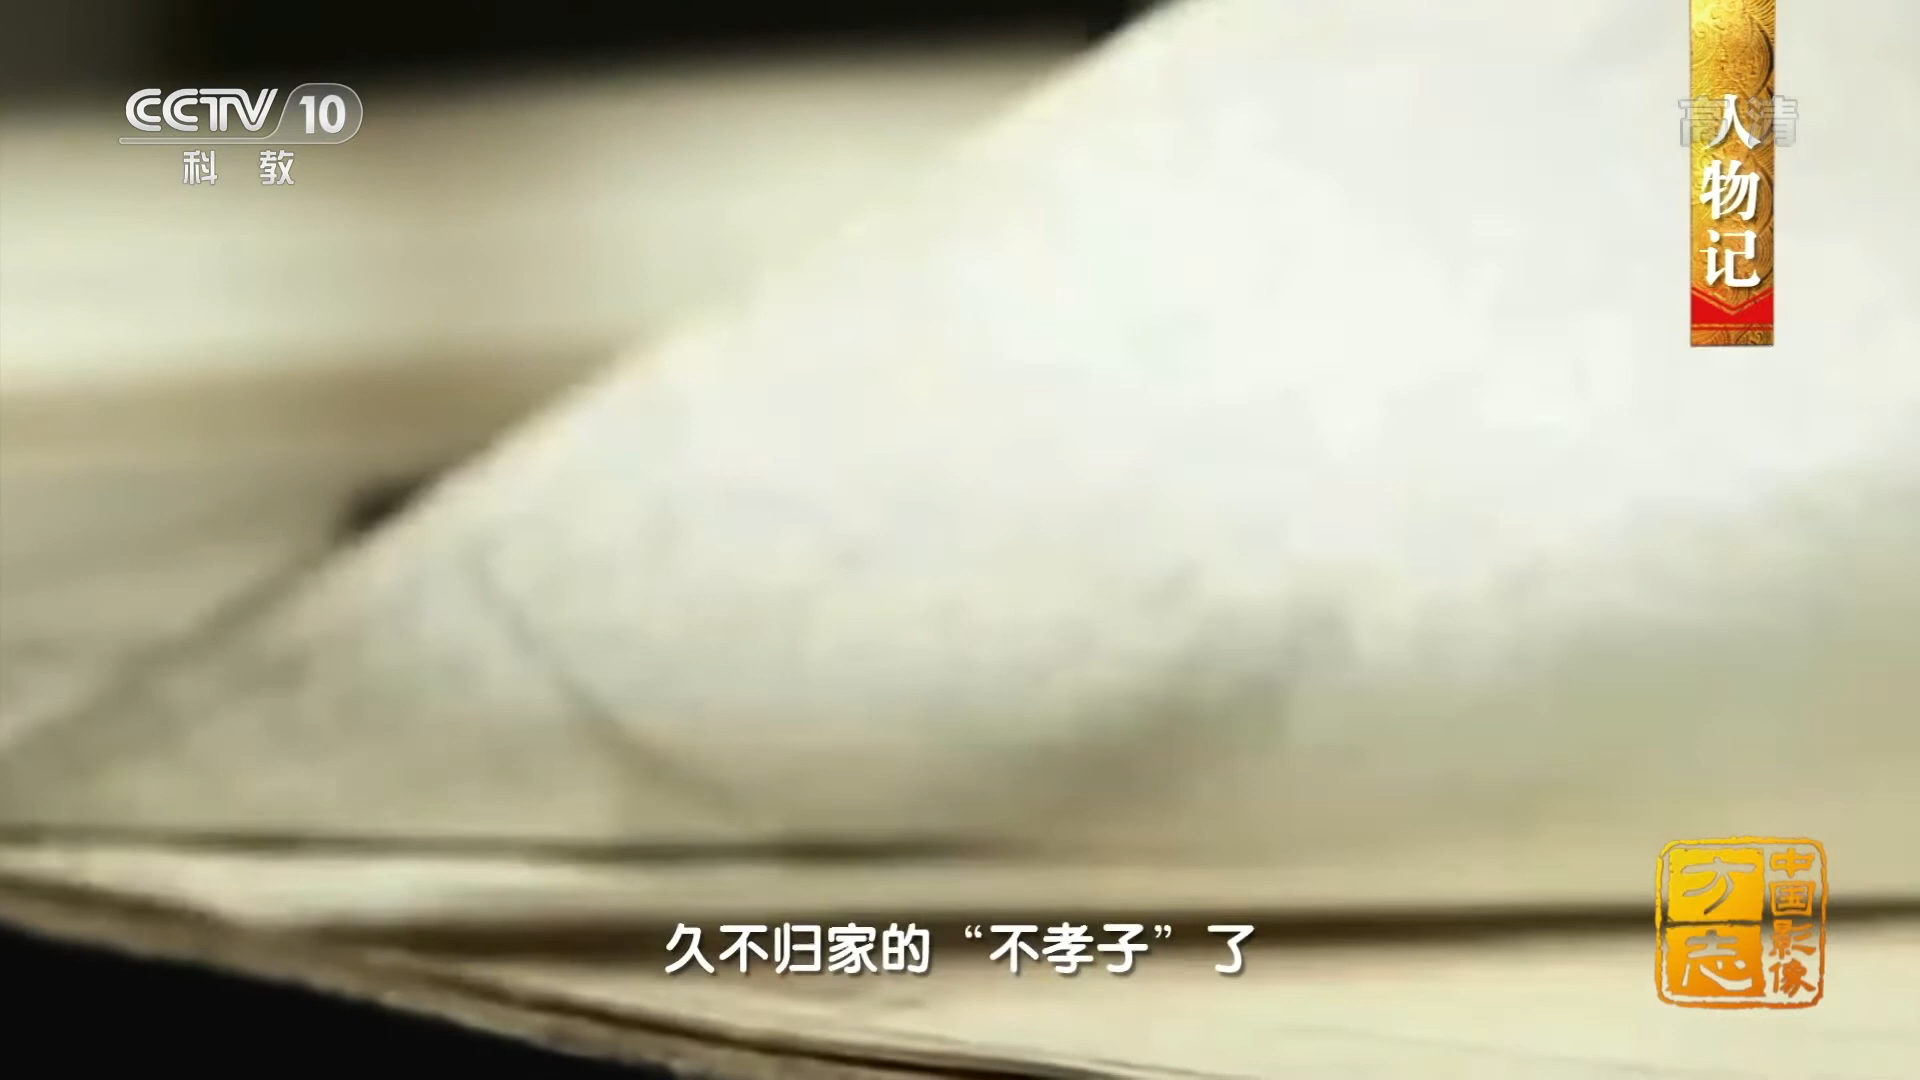 CCTV 10
科 教
高清
人物记
中国影像
方志
久不归家的“不孝子”了